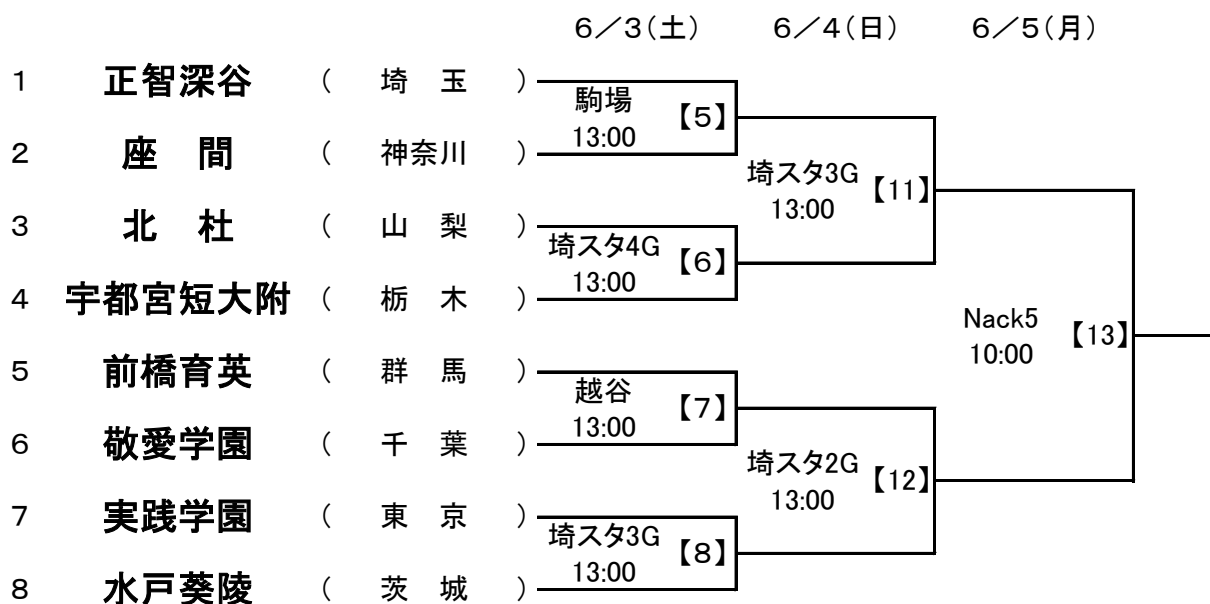 6／3(土) 6／4(日) 6／5(月)
1 正智深谷 ( 埼 玉 )
駒場 【5】
13:00
2 座 間 ( 神奈川 )
埼スタ3G 【11】
13:00
3 北 杜 ( 山 梨 )
埼スタ4G 【6】
13:00
4 宇都宮短大附 ( 栃 木 )
Nack5 【13】
10:00
5 前橋育英 ( 群 馬 )
越谷 【7】
13:00
6 敬愛学園 ( 千 葉 )
埼スタ2G 【12】
13:00
7 実践学園 ( 東 京 )
埼スタ3G 【8】
13:00
8 水戸葵陵 ( 茨 城 )